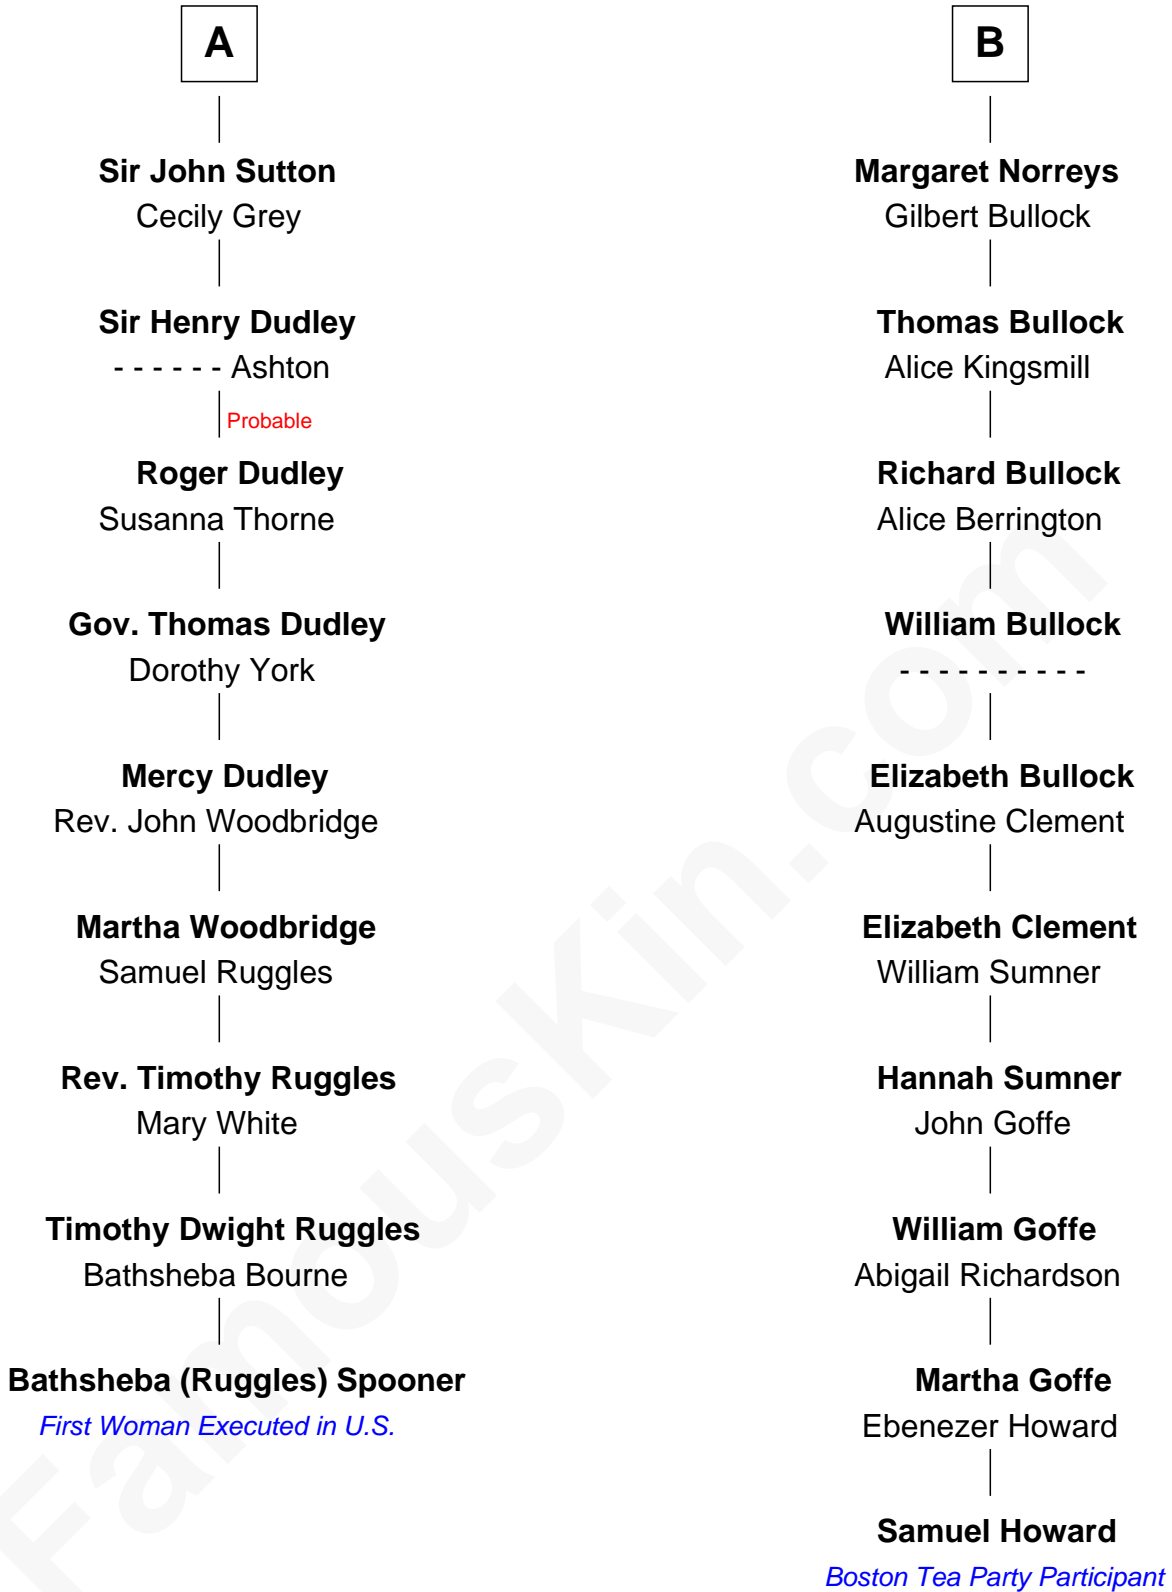 A
Sir John Sutton
Cecily Grey
Sir Henry Dudley
- - - - - - Ashton
Probable
Roger Dudley
Susanna Thorne
Gov. Thomas Dudley
Dorothy York
Mercy Dudley
Rev. John Woodbridge
Martha Woodbridge
Samuel Ruggles
Rev. Timothy Ruggles
Mary White
Timothy Dwight Ruggles
Bathsheba Bourne
Bathsheba (Ruggles) Spooner
First Woman Executed in U.S.
B
Margaret Norreys
Gilbert Bullock
Thomas Bullock
Alice Kingsmill
Richard Bullock
Alice Berrington
William Bullock
- - - - - - - - - -
Elizabeth Bullock
Augustine Clement
Elizabeth Clement
William Sumner
Hannah Sumner
John Goffe
William Goffe
Abigail Richardson
Martha Goffe
Ebenezer Howard
Samuel Howard
Boston Tea Party Participant
FamousKin.com